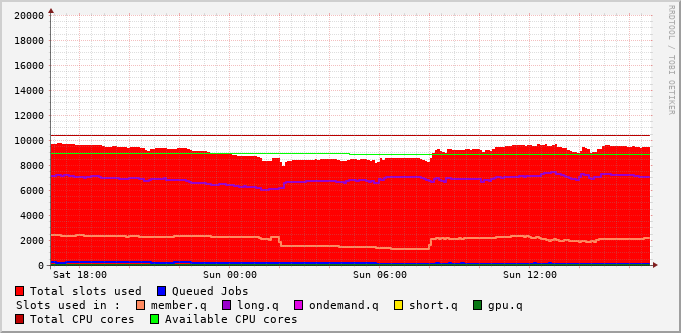 RRDTOOL / TOBI OETIKER
20000
18000
16000
14000
12000
10000
8000
6000
4000
2000
0
Sat 18:00 Sun 00:00 Sun 06:00 Sun 12:00
Total slots used Queued Jobs
Slots used in : member.q long.q ondemand.q short.q gpu.q
Total CPU cores Available CPU cores